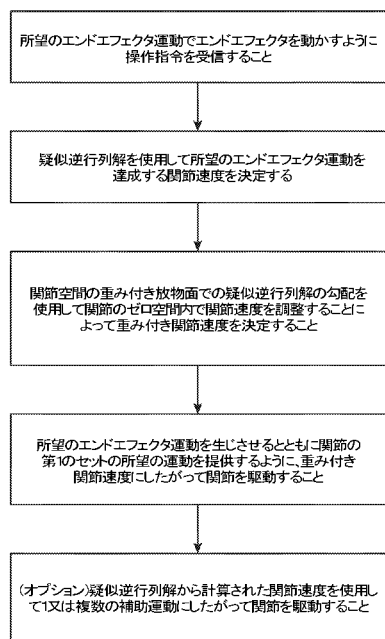 所望のエンドエフェクタ運動でエンドエフェクタを動かすように
操作指令を受信すること
疑似逆行列解を使用して所望のエンドエフェクタ運動を
達成する関節速度を決定する
関節空間の重み付き放物面での疑似逆行列解の勾配を
使用して関節のゼロ空間内で関節速度を調整することに
よって重み付き関節速度を決定すること
所望のエンドエフェクタ運動を生じさせるとともに関節の
第1のセットの所望の運動を提供するように、重み付き
関節速度にしたがって関節を駆動すること
(オプション)疑似逆行列解から計算された関節速度を使用し
て1又は複数の補助運動にしたがって関節を駆動すること